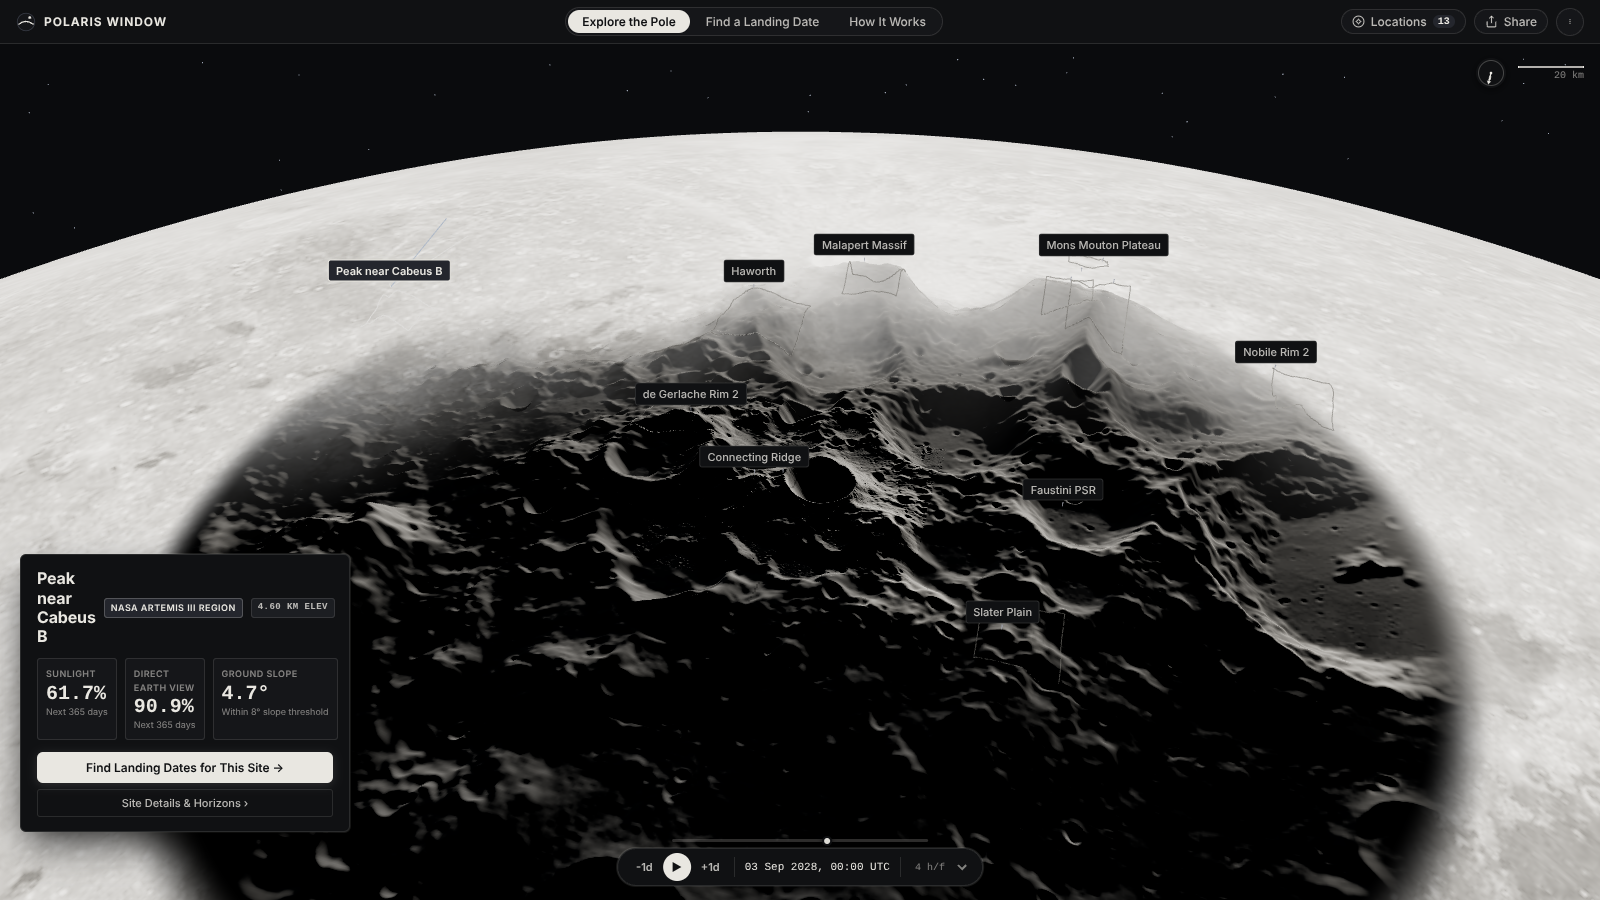 POLARIS WINDOW
Explore the Pole
Find a Landing Date
How It Works
Locations 13
Share
20 km
Malapert Massif
Mons Mouton Plateau
Peak near Cabeus B
Haworth
Nobile Rim 2
de Gerlache Rim 2
Connecting Ridge
Faustini PSR
Slater Plain
Peak
near
Cabeus
B
NASA ARTEMIS III REGION
4.60 KM ELEV
SUNLIGHT
61.7%
Next 365 days
DIRECT
EARTH VIEW
90.9%
Next 365 days
GROUND SLOPE
4.7°
Within 8° slope threshold
Find Landing Dates for This Site →
Site Details & Horizons ›
-1d
+1d
03 Sep 2028, 00:00 UTC
4 h/f